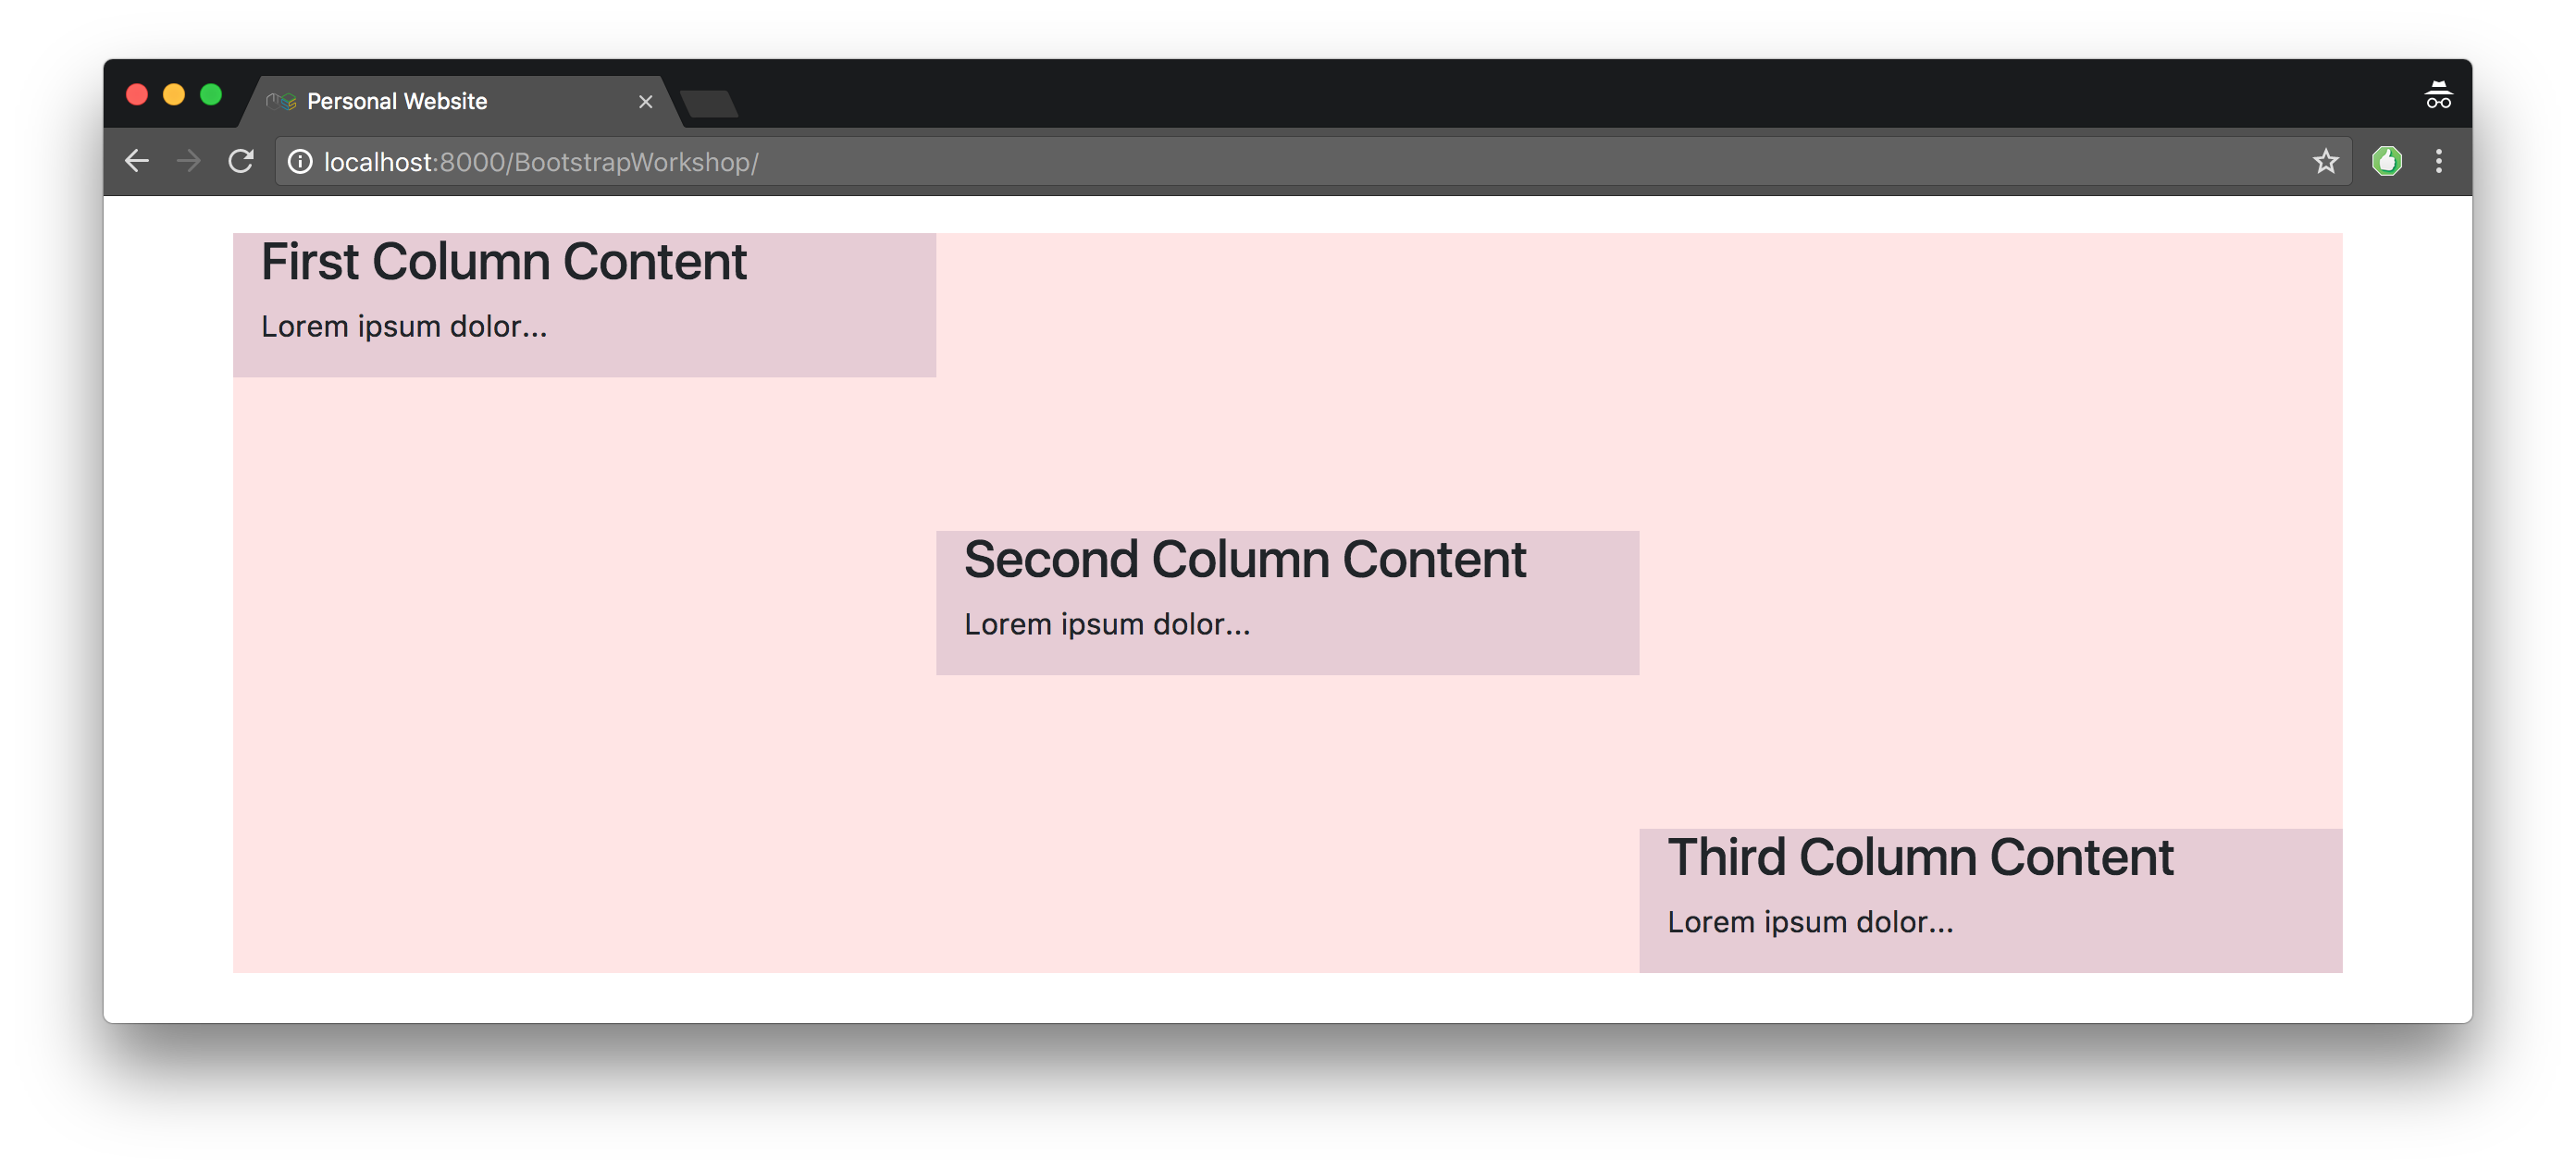 Personal Website
localhost:8000/BootstrapWorkshop/
First Column Content
Lorem ipsum dolor...
Second Column Content
Lorem ipsum dolor...
Third Column Content
Lorem ipsum dolor...